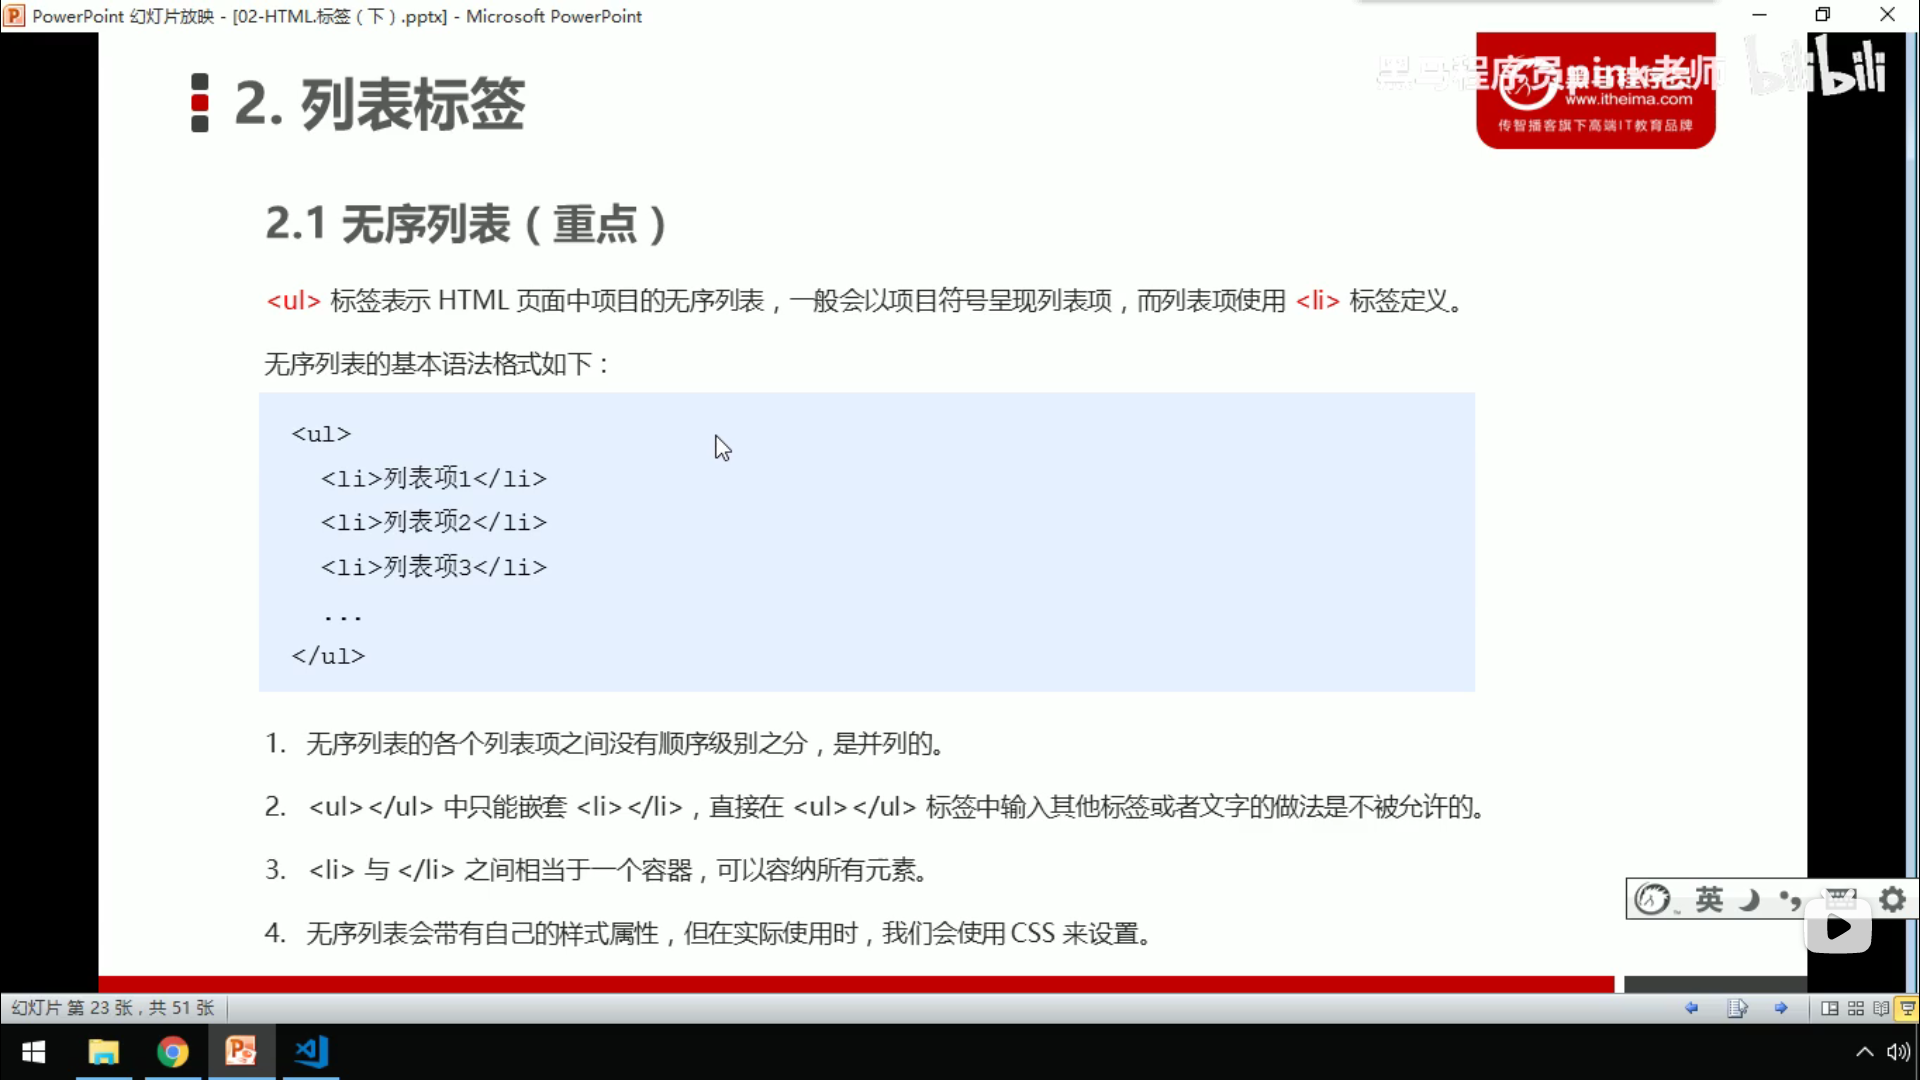 PowerPoint 幻灯片放映 - [02-HTML标签（下）.pptx] - Microsoft PowerPoint
黑马程序员pink老师
bilibili
www.itheima.com
传智播客旗下高端IT教育品牌
2. 列表标签
2.1 无序列表（重点）
<ul> 标签表示 HTML 页面中项目的无序列表，一般会以项目符号呈现列表项，而列表项使用 <li> 标签定义。
无序列表的基本语法格式如下：
<ul>
<li>列表项1</li>
<li>列表项2</li>
<li>列表项3</li>
...
</ul>
1. 无序列表的各个列表项之间没有顺序级别之分，是并列的。
2. <ul></ul> 中只能嵌套 <li></li>，直接在 <ul></ul> 标签中输入其他标签或者文字的做法是不被允许的。
3. <li> 与 </li> 之间相当于一个容器，可以容纳所有元素。
4. 无序列表会带有自己的样式属性，但在实际使用时，我们会使用 CSS 来设置。
英
幻灯片 第 23 张，共 51 张